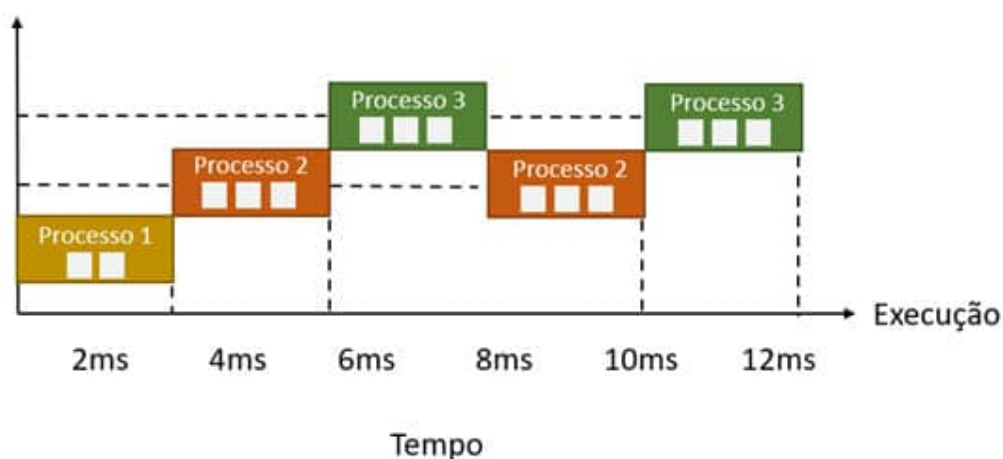 Processo 3
Processo 3
Processo 2
Processo 2
Processo 1
Execução
2ms 4ms 6ms 8ms 10ms 12ms
Tempo